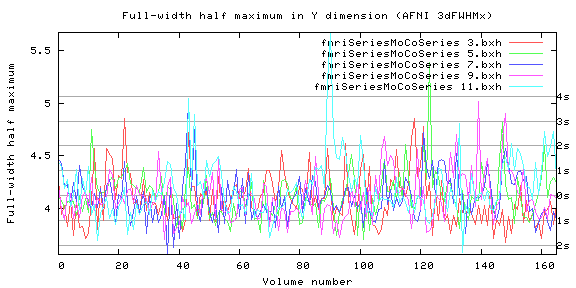 Full-width half maximum in Y dimension (AFNI 3dFWHMx)
fmriSeriesMoCoSeries 3.bxh
fmriSeriesMoCoSeries 5.bxh
fmriSeriesMoCoSeries 7.bxh
fmriSeriesMoCoSeries 9.bxh
fmriSeriesMoCoSeries 11.bxh
Full-width half maximum
5.5
5
4.5
4
4s
3s
2s
1s
0s
1s
2s
0 20 40 60 80 100 120 140 160
Volume number